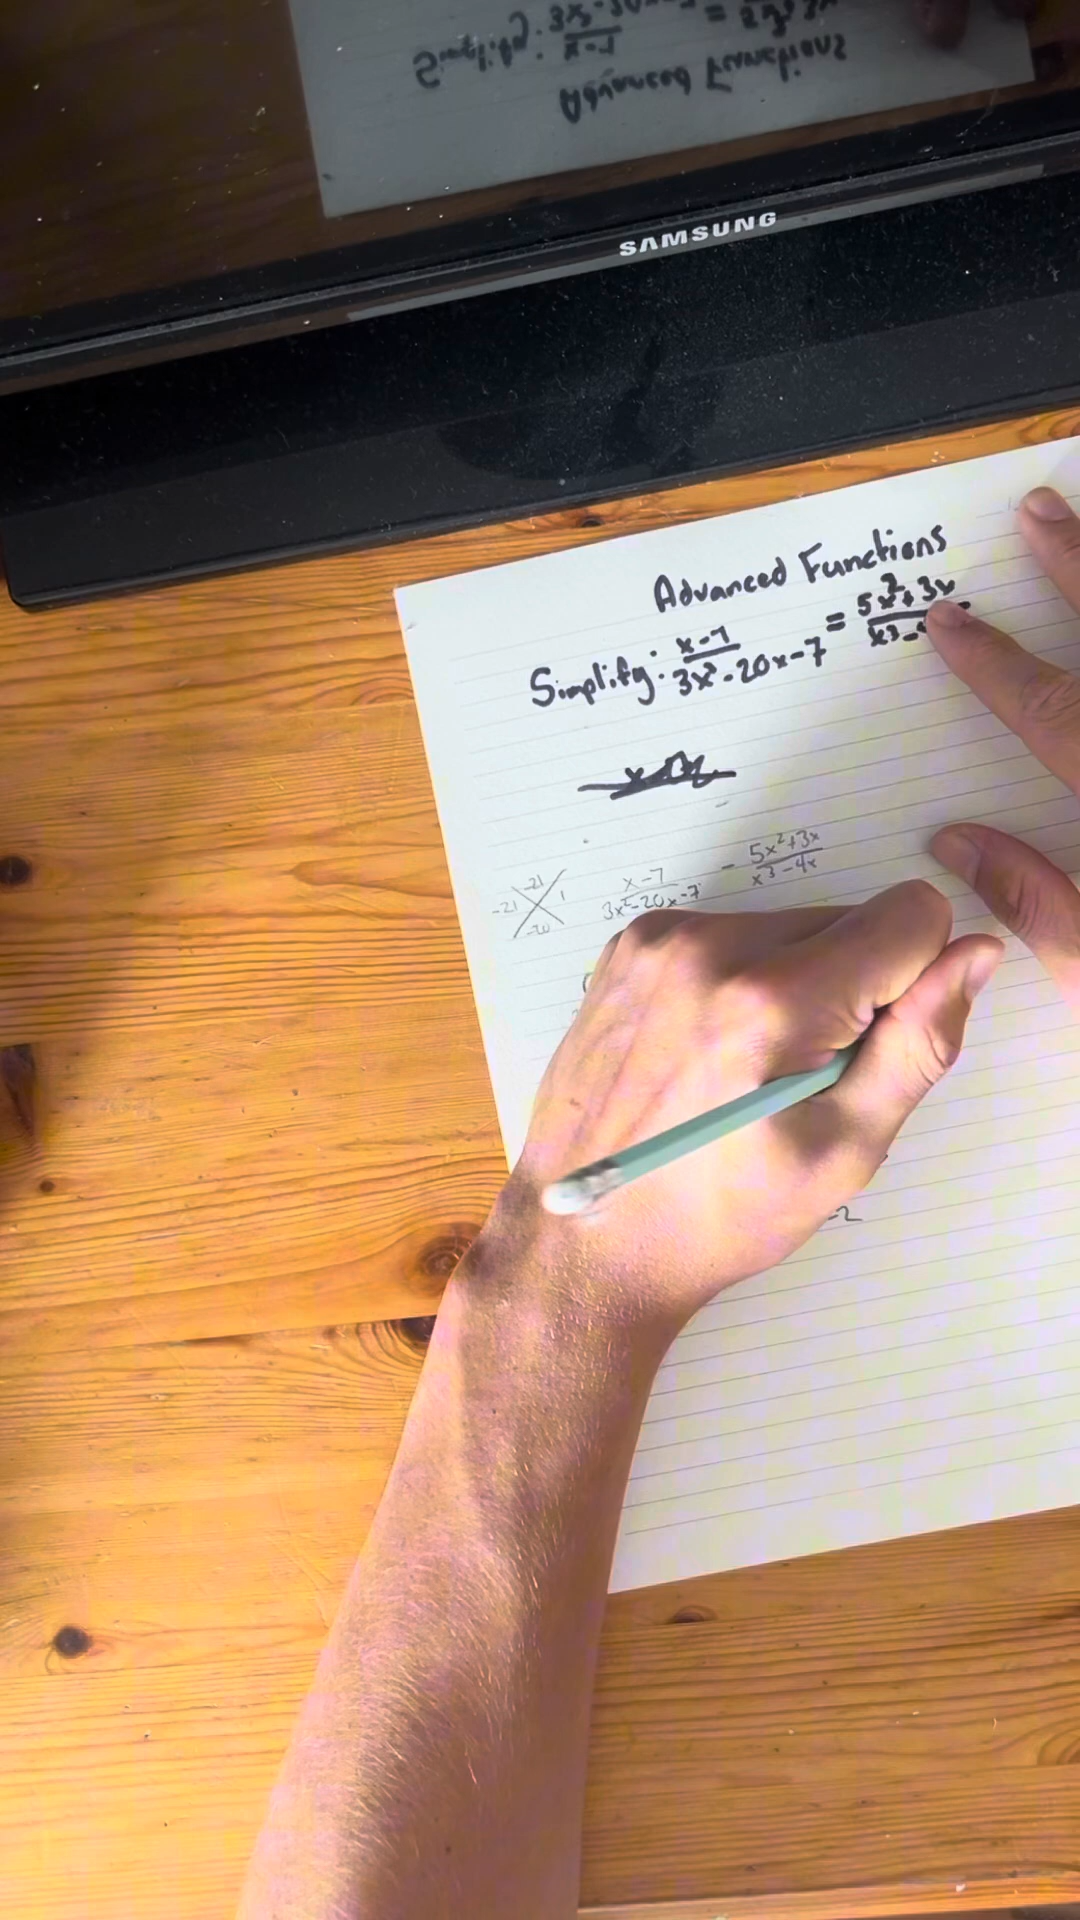 SAMSUNG
Advanced Functions
Simplify: x-7 / 3x²-20x-7 = 5x²+3x / x³-
x-7 / 3x²-20x-7 - 5x²+3x / x³-4x
-21
-21 1
-20
-2